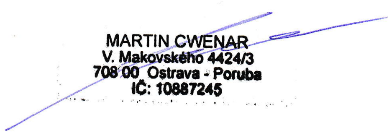 MARTIN CWENAR
V. Makovského 4424/3
708 00 Ostrava - Poruba
IČ: 10887245